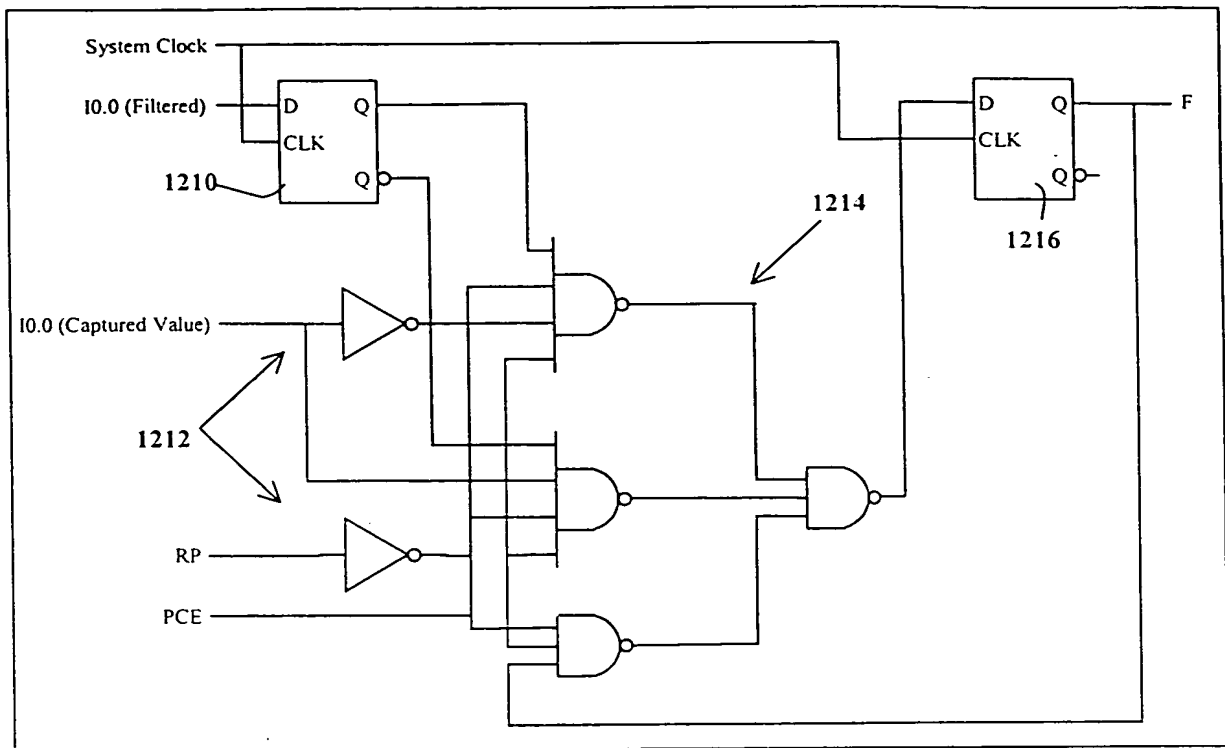 System Clock
I0.0 (Filtered)
D Q
CLK
Q
1210
D Q
CLK
Q
1216
F
1214
I0.0 (Captured Value)
1212
RP
PCE